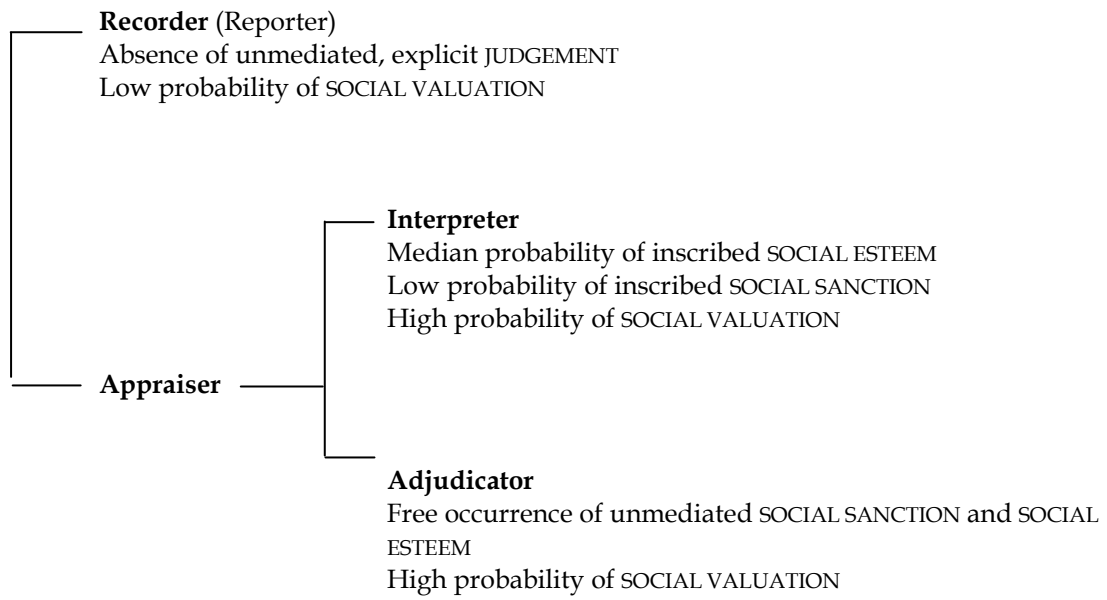 Recorder (Reporter)
Absence of unmediated, explicit JUDGEMENT
Low probability of SOCIAL VALUATION
Interpreter
Median probability of inscribed SOCIAL ESTEEM
Low probability of inscribed SOCIAL SANCTION
High probability of SOCIAL VALUATION
Appraiser
Adjudicator
Free occurrence of unmediated SOCIAL SANCTION and SOCIAL
ESTEEM
High probability of SOCIAL VALUATION